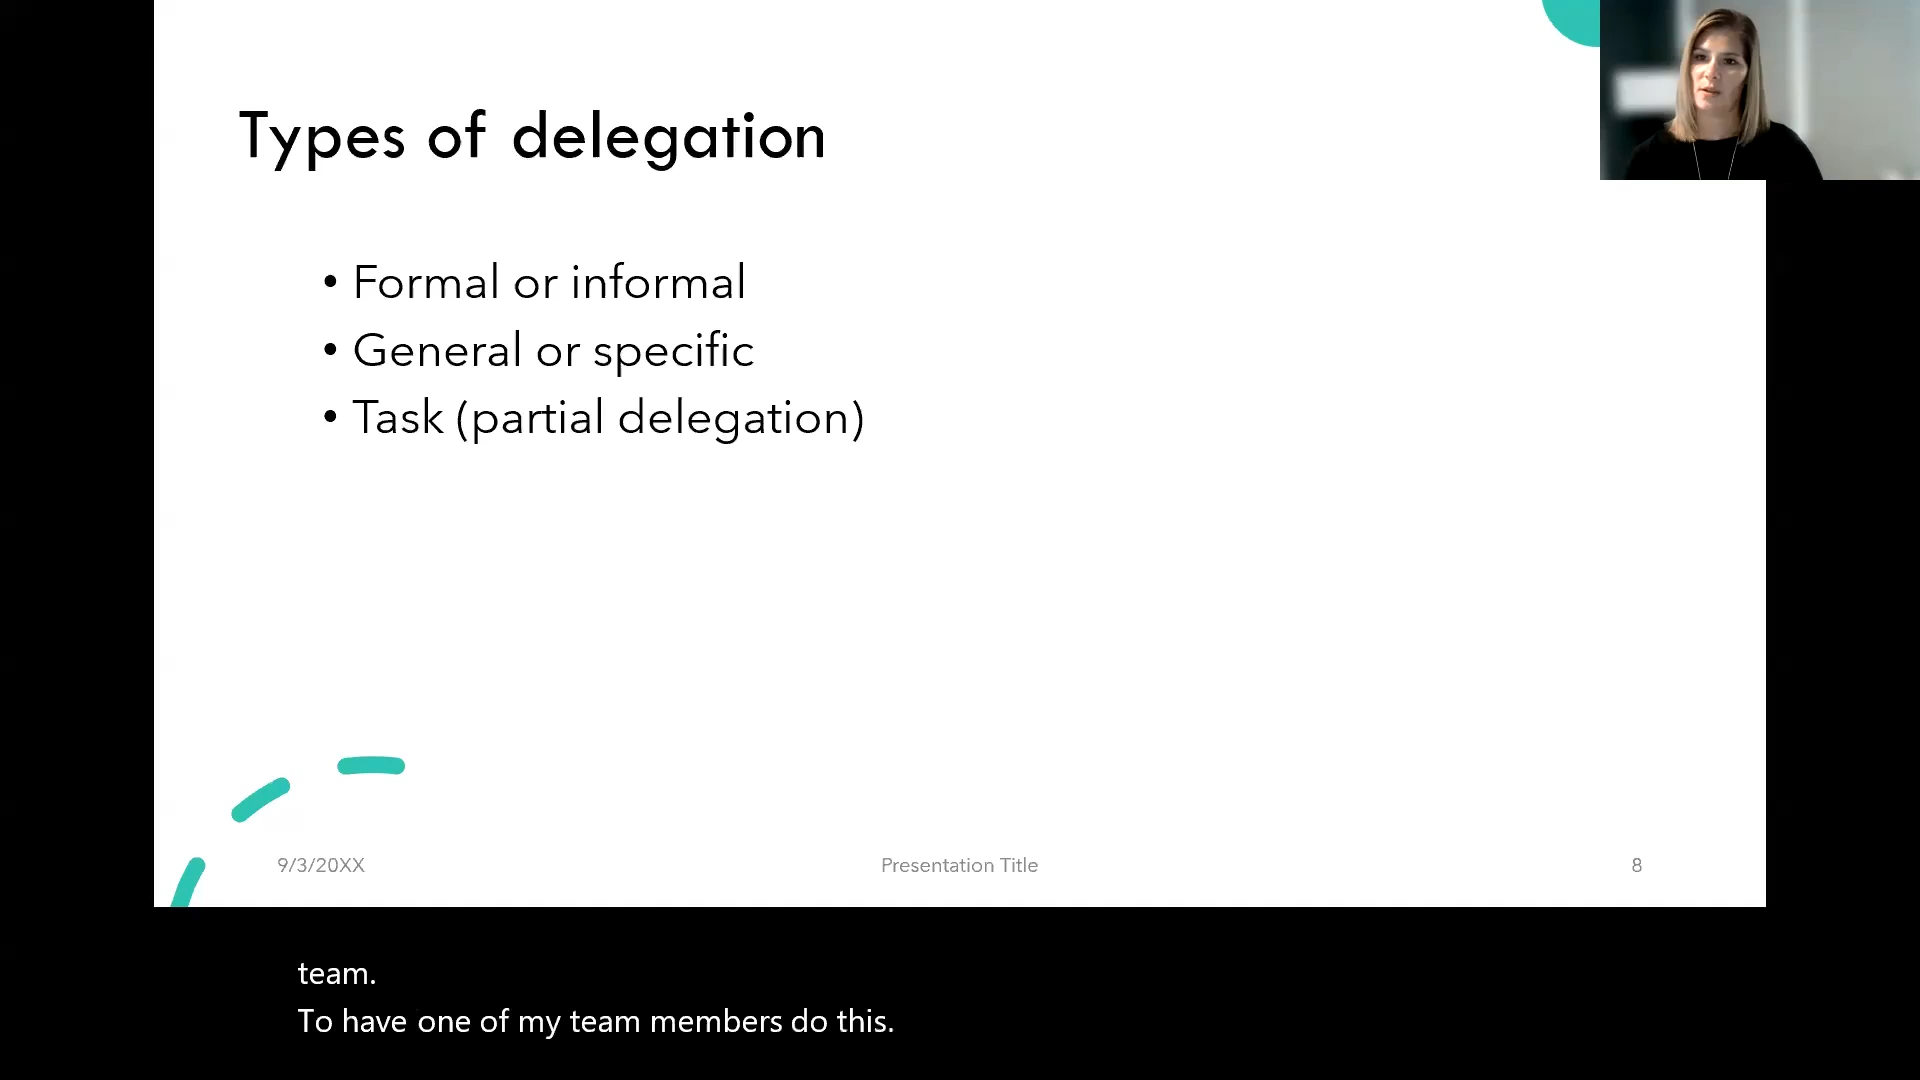 Types of delegation
• Formal or informal
• General or specific
• Task (partial delegation)
9/3/20XX
Presentation Title
8
team.
To have one of my team members do this.